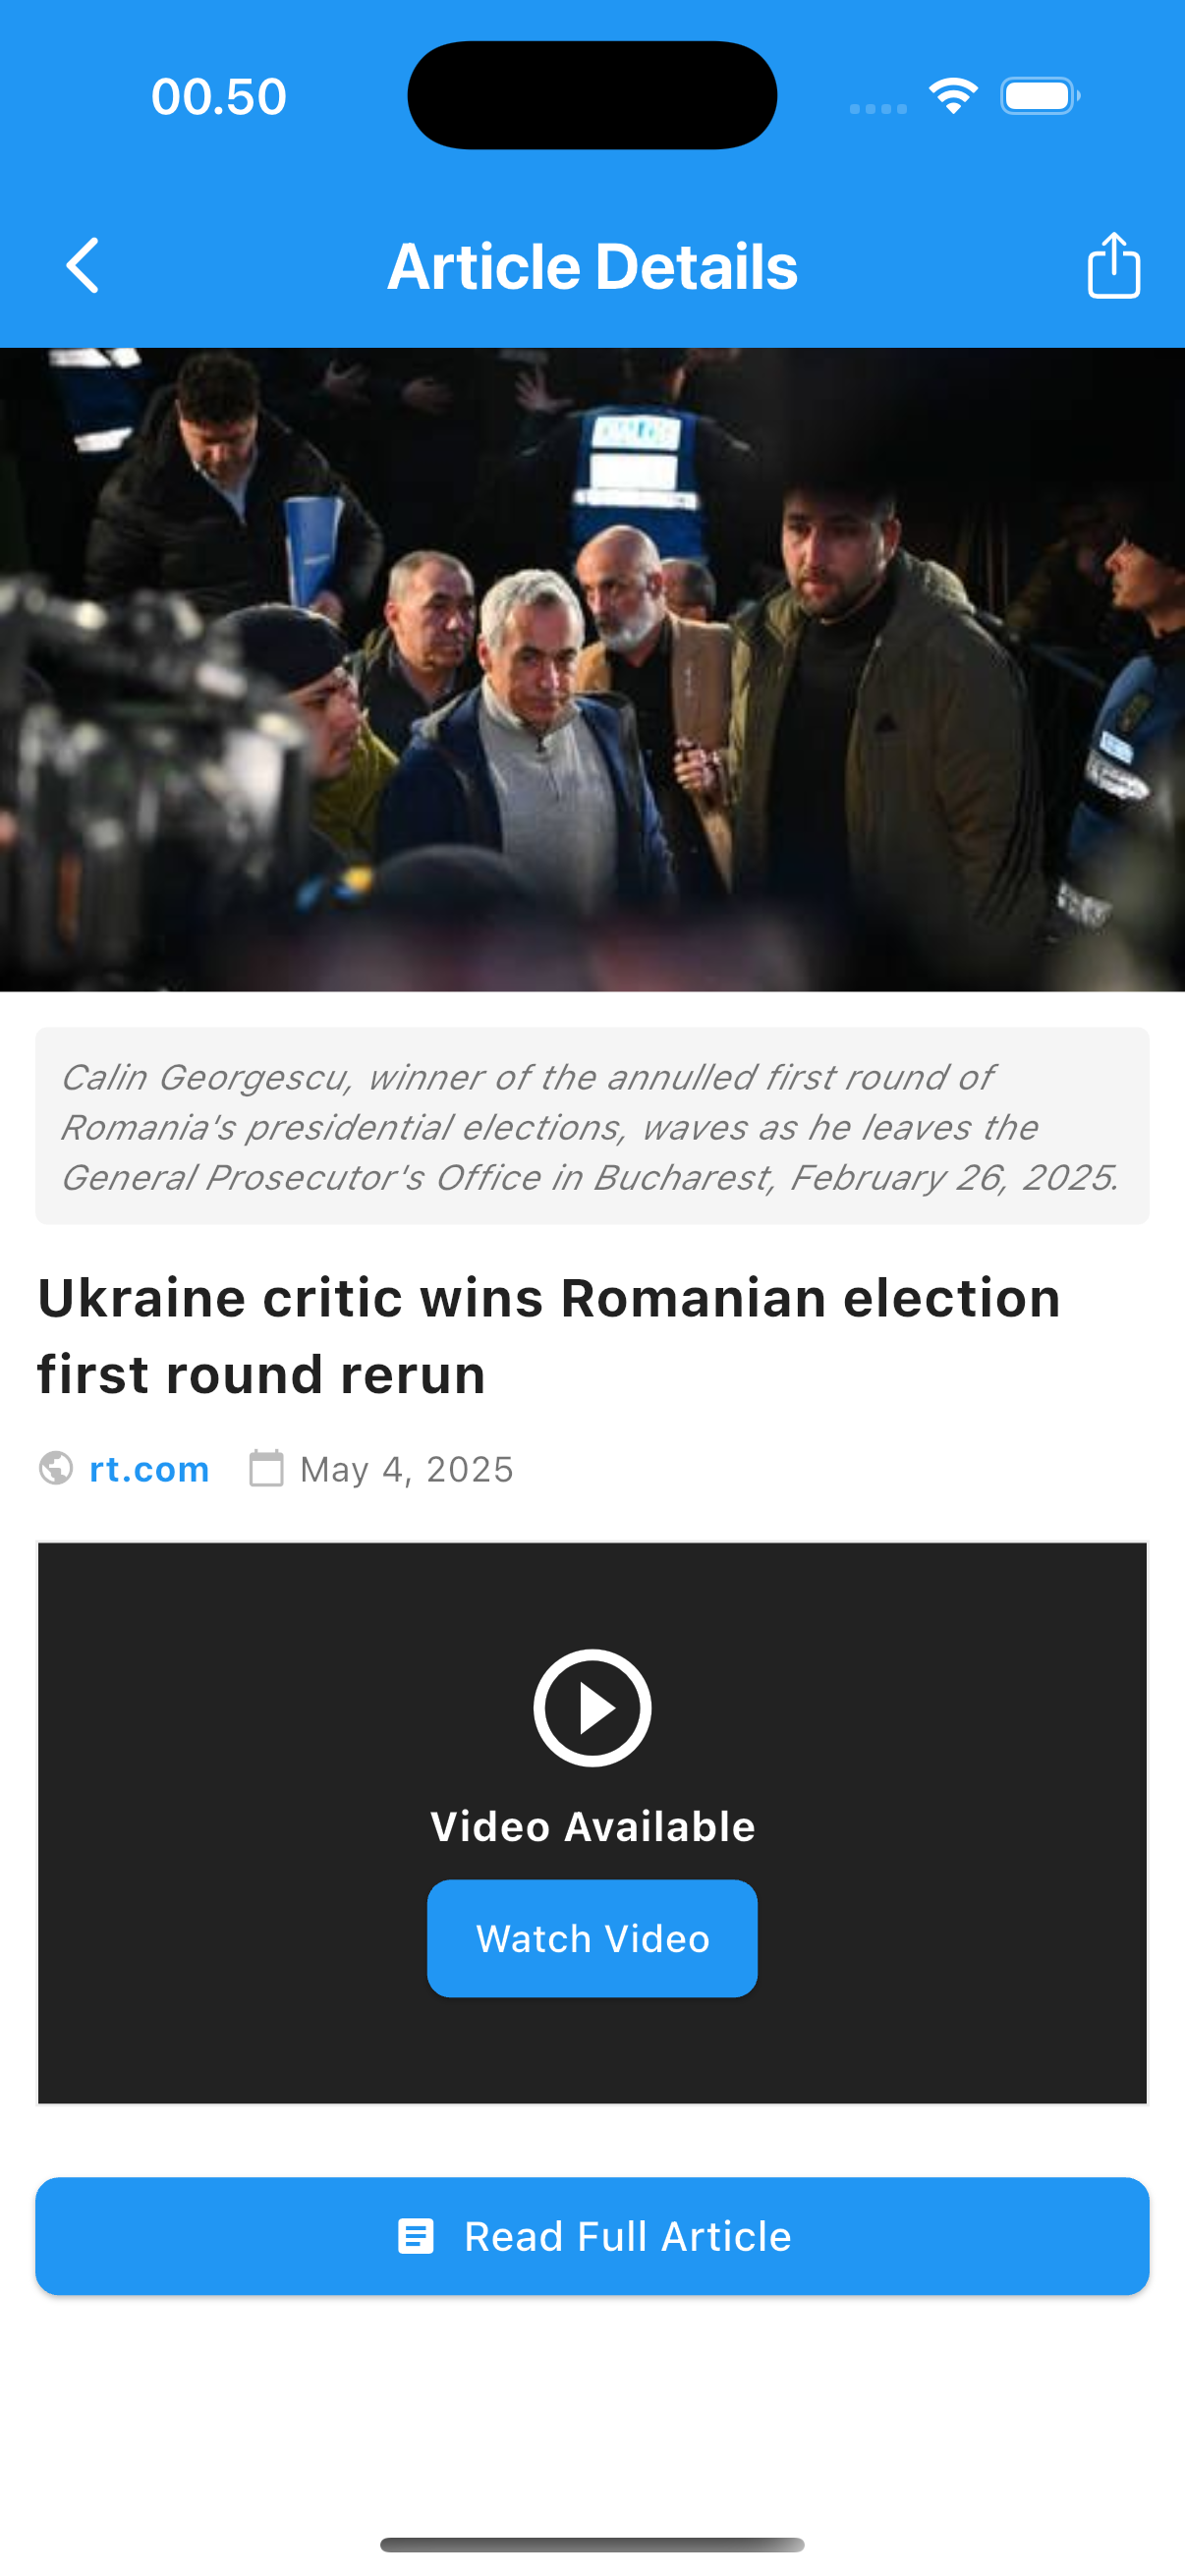 00.50
Article Details
Calin Georgescu, winner of the annulled first round of
Romania's presidential elections, waves as he leaves the
General Prosecutor's Office in Bucharest, February 26, 2025.
Ukraine critic wins Romanian election
first round rerun
rt.com May 4, 2025
Video Available
Watch Video
Read Full Article